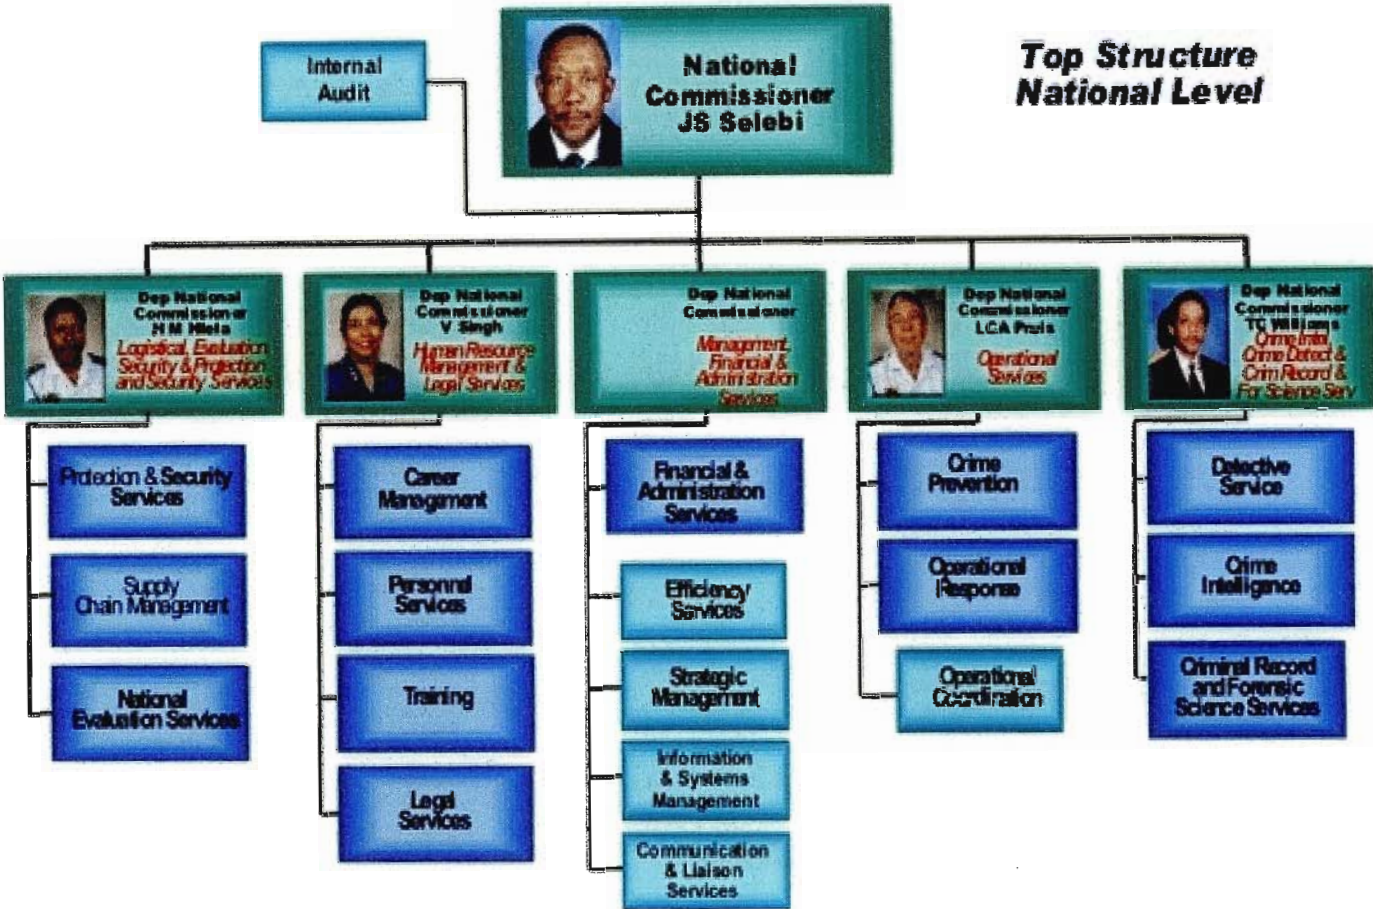 Internal
Audit
National
Commissioner
JS Selebi
Top Structure
National Level
Dep National
Commissioner
H M
Logistical, Evaluation
Security & Protection
and Security Services
Dep National
Commissioner
V Singh
Human Resource
Management &
Legal Services
Dep National
Commissioner
Management,
Financial &
Administration
Services
Dep National
Commissioner
LCA Pruis
Operational
Services
Dep National
Commissioner
TC Williams
Crime Intel
Crime Detect &
Crim Record &
For Science Serv
Protection & Security
Services
Supply
Chain Management
National
Evaluation Services
Career
Management
Personnel
Services
Training
Legal
Services
Financial &
Administration
Services
Efficiency
Services
Strategic
Management
Information
& Systems
Management
Communication
& Liaison
Services
Crime
Prevention
Operational
Response
Operational
Coordination
Detective
Service
Crime
Intelligence
Criminal Record
and Forensic
Science Services